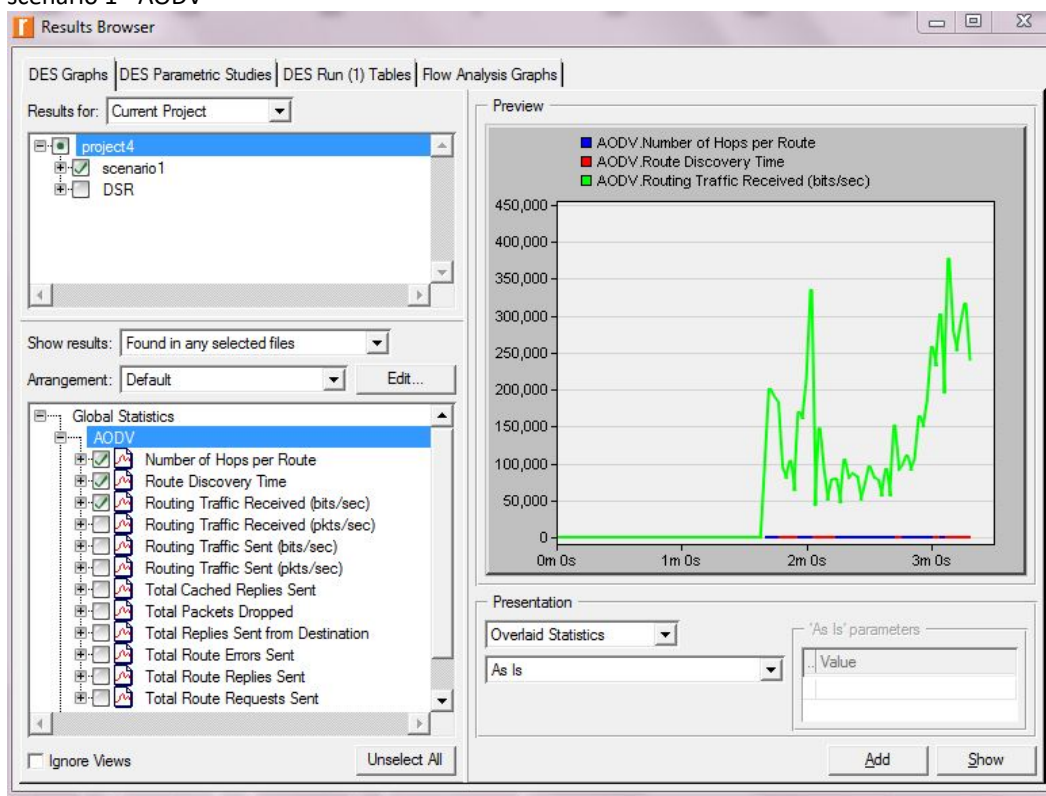 scenario 1 - AODV
Results Browser
DES Graphs DES Parametric Studies DES Run (1) Tables Flow Analysis Graphs
Results for: Current Project
project4
scenario1
DSR
Show results: Found in any selected files
Arrangement: Default Edit...
Global Statistics
AODV
Number of Hops per Route
Route Discovery Time
Routing Traffic Received (bits/sec)
Routing Traffic Received (pkts/sec)
Routing Traffic Sent (bits/sec)
Routing Traffic Sent (pkts/sec)
Total Cached Replies Sent
Total Packets Dropped
Total Replies Sent from Destination
Total Route Errors Sent
Total Route Replies Sent
Total Route Requests Sent
Ignore Views Unselect All
Preview
AODV.Number of Hops per Route
AODV.Route Discovery Time
AODV.Routing Traffic Received (bits/sec)
450,000
400,000
350,000
300,000
250,000
200,000
150,000
100,000
50,000
0
0m 0s 1m 0s 2m 0s 3m 0s
Presentation
Overlaid Statistics
As Is
'As Is' parameters
.. Value
Add Show